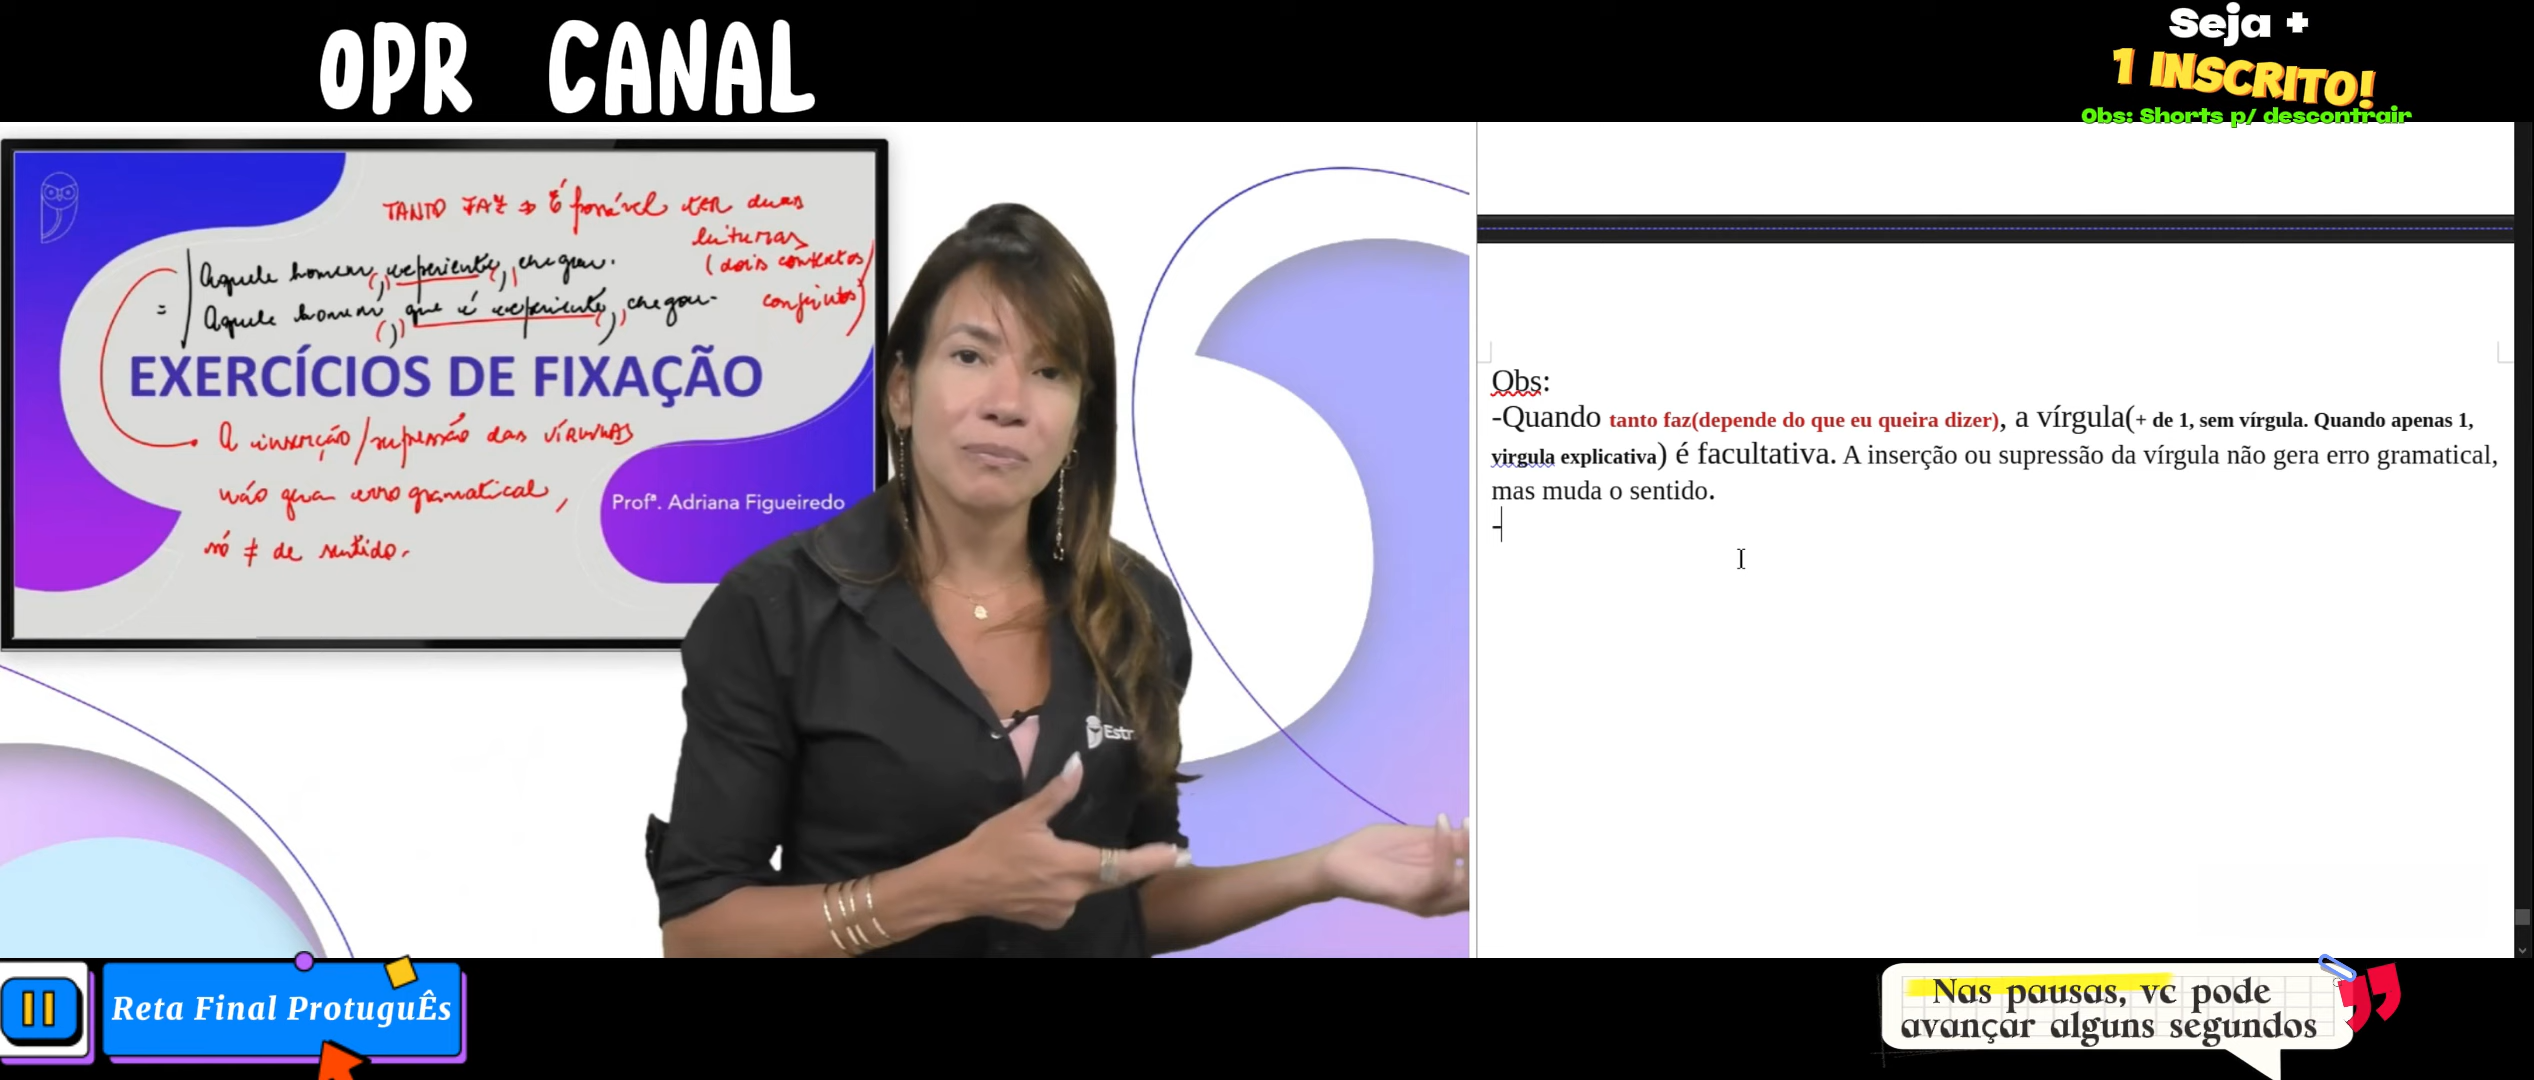 OPR CANAL
Seja +
1 INSCRITO!
Obs: Shorts p/ descontrair
TANTO FAZ → É possível ter duas
leituras
(dois contextos
conjuntos)
Aquele homem(,) experiente(,) chegou.
= Aquele homem(,) que é experiente(,) chegou.
EXERCÍCIOS DE FIXAÇÃO
• A inserção/supressão das vírgulas
não gera erro gramatical,
só ≠ de sentido.
Profª. Adriana Figueiredo
Estr
Obs:
-Quando tanto faz(depende do que eu queira dizer), a vírgula(+ de 1, sem vírgula. Quando apenas 1,
virgula explicativa) é facultativa. A inserção ou supressão da vírgula não gera erro gramatical,
mas muda o sentido.
-
Reta Final ProtuguÊs
Nas pausas, vc pode
avançar alguns segundos